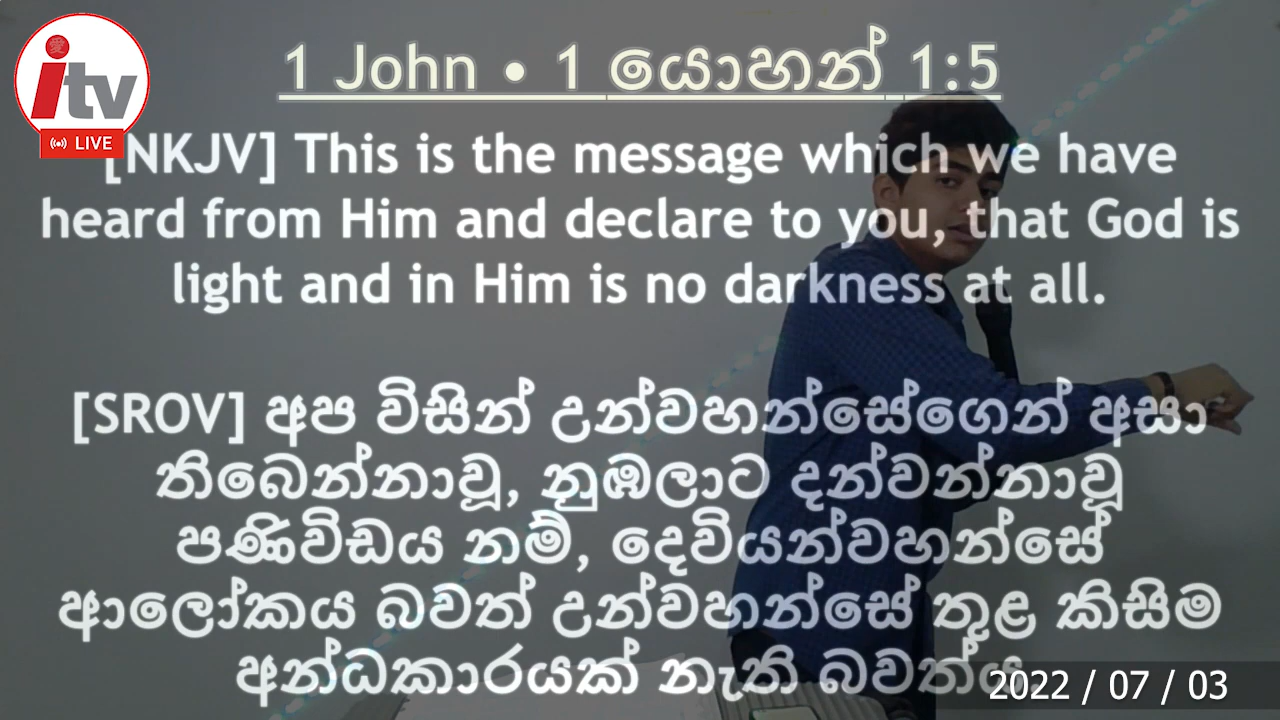 愛
itv
LIVE
1 John • 1 යොහන් 1:5
[NKJV] This is the message which we have
heard from Him and declare to you, that God is
light and in Him is no darkness at all.
[SROV] අප විසින් උන්වහන්සේගෙන් අසා
තිබෙන්නාවූ, නුඹලාට දන්වන්නාවූ
පණිවිඩය නම්, දෙවියන්වහන්සේ
ආලෝකය බවත් උන්වහන්සේ තුළ කිසිම
අන්ධකාරයක් නැති බවත්ය.
2022 / 07 / 03